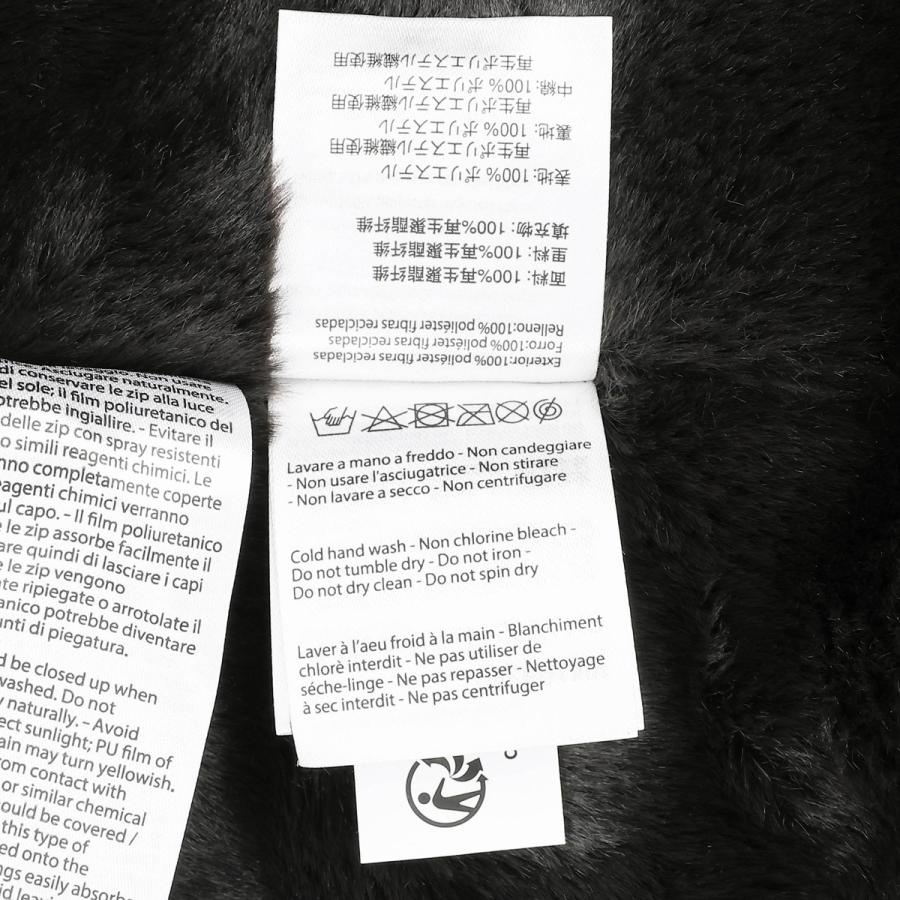 Exterior:100% poliéster fibras recicladas
Forro:100% poliéster fibras recicladas
Relleno:100% poliéster fibras recicladas
面料: 100%再生聚酯纤维
里料: 100%再生聚酯纤维
填充物: 100%再生聚酯纤维
表地: 100% ポリエステル
再生ポリエステル繊維使用
裏地: 100% ポリエステル
再生ポリエステル繊維使用
中綿: 100% ポリエステル
再生ポリエステル繊維使用
Lavare a mano a freddo - Non candeggiare
- Non usare l'asciugatrice - Non stirare
- Non lavare a secco - Non centrifugare
Cold hand wash - Non chlorine bleach -
Do not tumble dry - Do not iron -
Do not dry clean - Do not spin dry
Laver à l'aeu froid à la main - Blanchiment
chlorè interdit - Ne pas utiliser de
séche-linge - Ne pas repasser - Nettoyage
à sec interdit - Ne pas centrifuger
Asciugare naturalmente.
di conservare le zip alla luce
el sole; il film poliuretanico del
otrebbe ingiallire. - Evitare il
delle zip con spray resistenti
o simili reagenti chimici. Le
nno completamente coperte
eagenti chimici verranno
ul capo. - Il film poliuretanico
e le zip assorbe facilmente il
are quindi di lasciare i capi
e le zip vengono
te ripiegate o arrotolate il
anico potrebbe diventare
unti di piegatura.
d be closed up when
washed. Do not
y naturally. - Avoid
ect sunlight; PU film of
ain may turn yellowish.
rom contact with
or similar chemical
hould be covered /
this type of
ed onto the
ngs easily absorbs